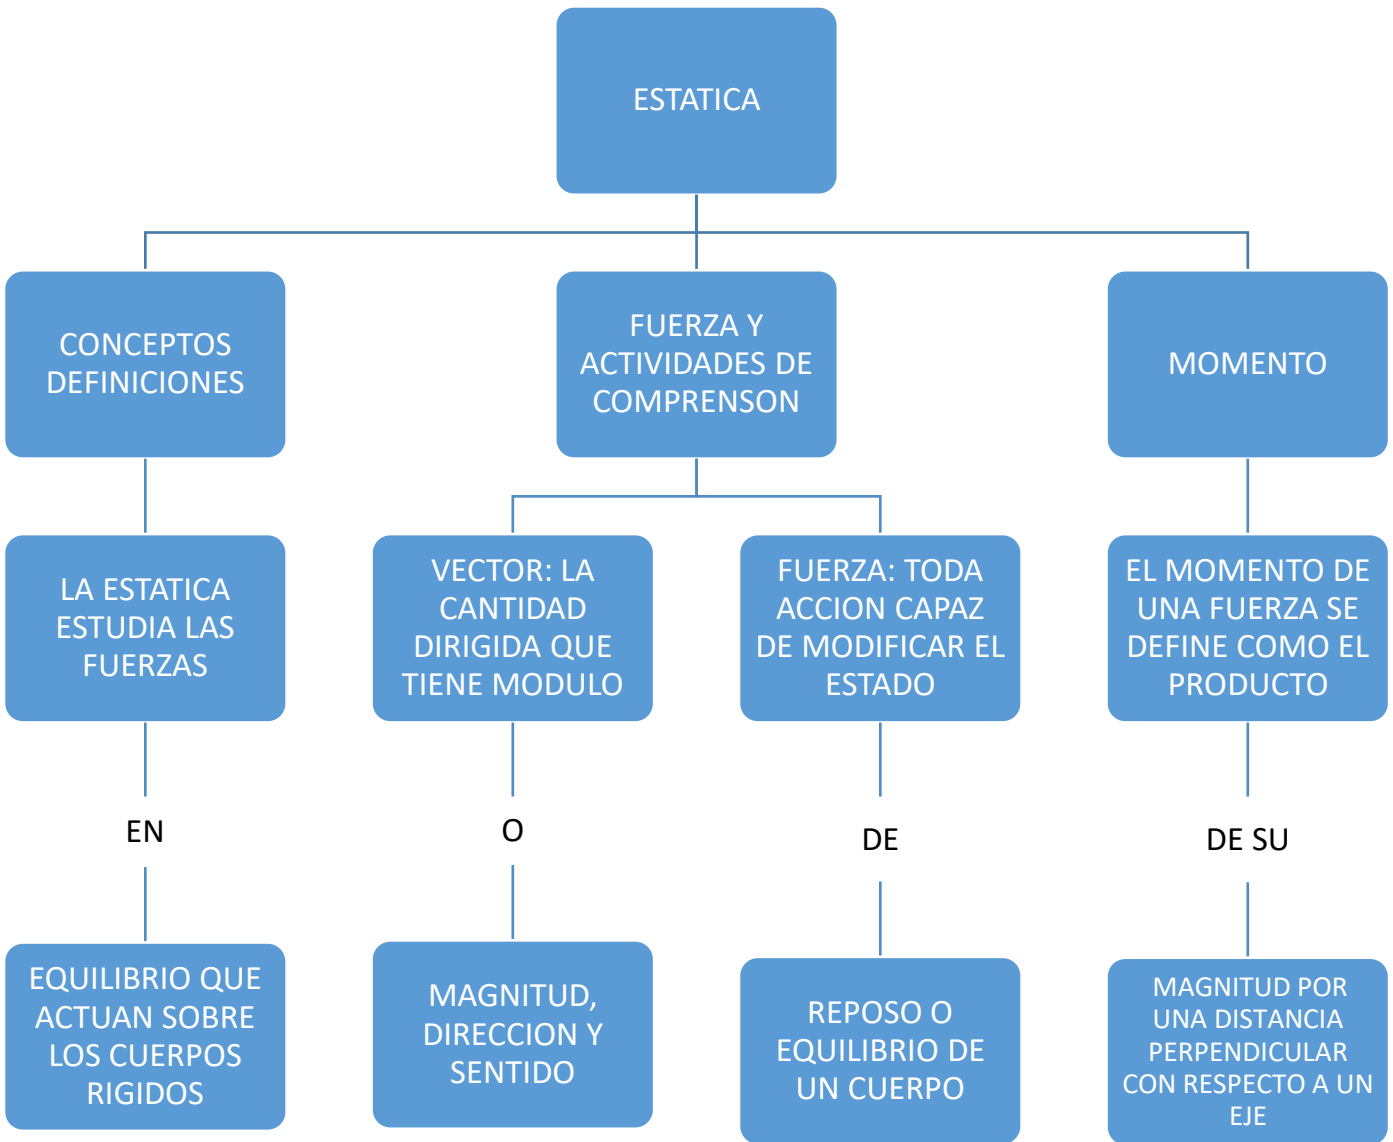 ESTATICA
CONCEPTOS
DEFINICIONES
FUERZA Y
ACTIVIDADES DE
COMPRENSON
MOMENTO
LA ESTATICA
ESTUDIA LAS
FUERZAS
VECTOR: LA
CANTIDAD
DIRIGIDA QUE
TIENE MODULO
FUERZA: TODA
ACCION CAPAZ
DE MODIFICAR EL
ESTADO
EL MOMENTO DE
UNA FUERZA SE
DEFINE COMO EL
PRODUCTO
EN
O
DE
DE SU
EQUILIBRIO QUE
ACTUAN SOBRE
LOS CUERPOS
RIGIDOS
MAGNITUD,
DIRECCION Y
SENTIDO
REPOSO O
EQUILIBRIO DE
UN CUERPO
MAGNITUD POR
UNA DISTANCIA
PERPENDICULAR
CON RESPECTO A UN
EJE